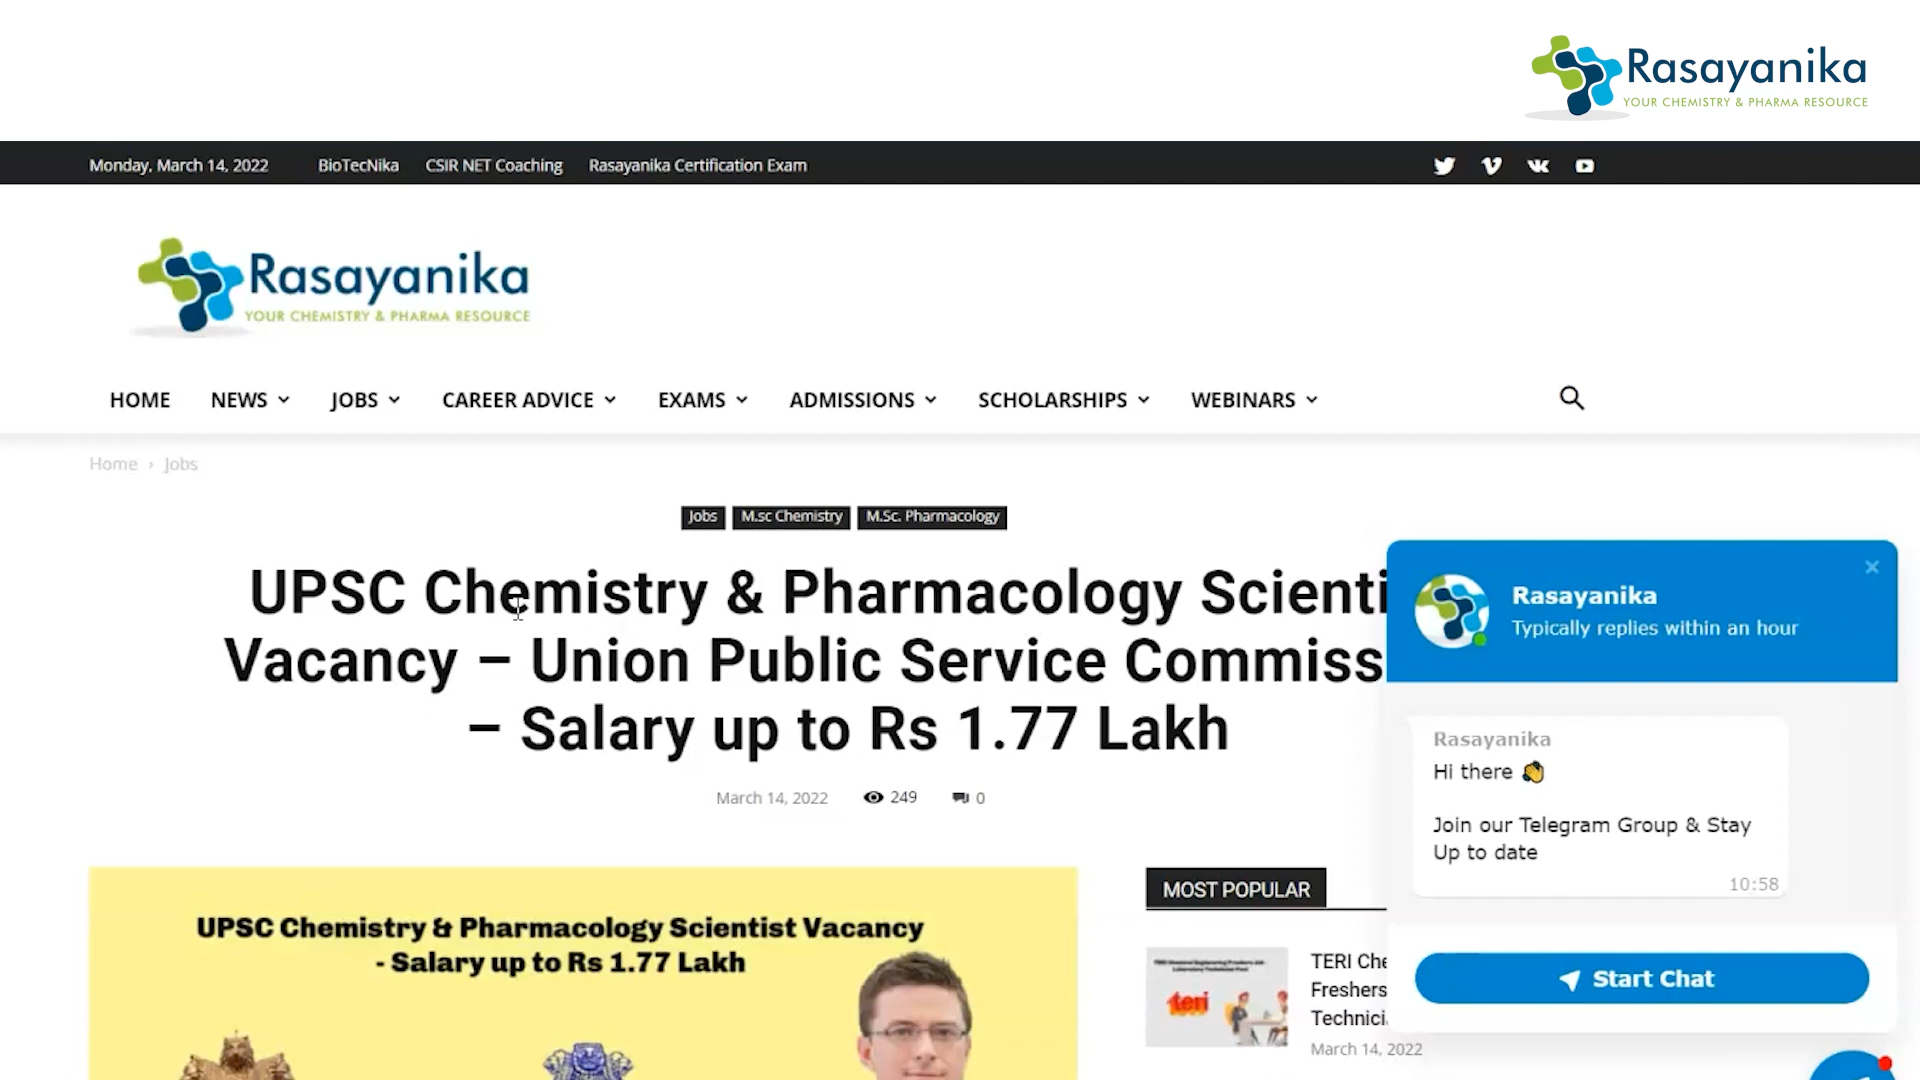 Rasayanika
YOUR CHEMISTRY & PHARMA RESOURCE
Monday, March 14, 2022 BioTecNika CSIR NET Coaching Rasayanika Certification Exam
Rasayanika
YOUR CHEMISTRY & PHARMA RESOURCE
HOME NEWS JOBS CAREER ADVICE EXAMS ADMISSIONS SCHOLARSHIPS WEBINARS
Home › Jobs
Jobs M.sc Chemistry M.Sc. Pharmacology
UPSC Chemistry & Pharmacology Scienti
Vacancy – Union Public Service Commiss
– Salary up to Rs 1.77 Lakh
March 14, 2022 249 0
UPSC Chemistry & Pharmacology Scientist Vacancy
- Salary up to Rs 1.77 Lakh
MOST POPULAR
teri
TERI Che
Freshers
Technici
March 14, 2022
Rasayanika
Typically replies within an hour
Rasayanika
Hi there 👋
Join our Telegram Group & Stay
Up to date
10:58
Start Chat